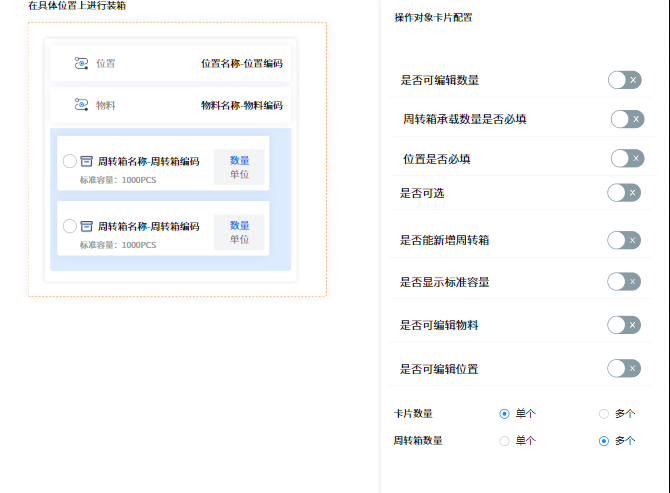 在具体位置上进行装箱
位置 位置名称-位置编码
物料 物料名称-物料编码
周转箱名称-周转箱编码 数量
标准容量：1000PCS 单位
周转箱名称-周转箱编码 数量
标准容量：1000PCS 单位
操作对象卡片配置
是否可编辑数量
周转箱承载数量是否必填
位置是否必填
是否可选
是否能新增周转箱
是否显示标准容量
是否可编辑物料
是否可编辑位置
卡片数量 单个 多个
周转箱数量 单个 多个